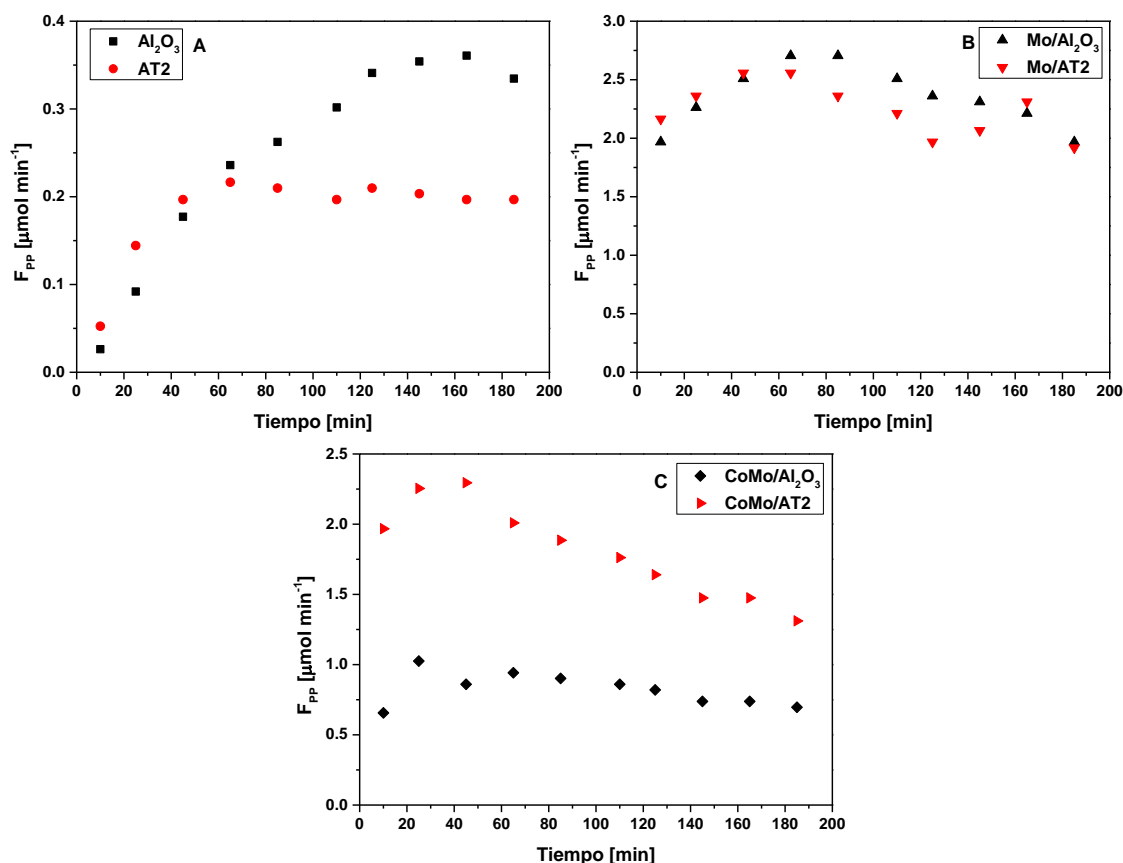 0.4
0.3
0.2
0.1
0.0
Al₂O₃
AT2
A
F_PP [μmol min⁻¹]
0 20 40 60 80 100 120 140 160 180 200
Tiempo [min]
3.0
2.5
2.0
1.5
1.0
0.5
0.0
B
Mo/Al₂O₃
Mo/AT2
F_PP [μmol min⁻¹]
0 20 40 60 80 100 120 140 160 180 200
Tiempo [min]
2.5
2.0
1.5
1.0
0.5
0.0
C
CoMo/Al₂O₃
CoMo/AT2
F_PP [μmol min⁻¹]
0 20 40 60 80 100 120 140 160 180 200
Tiempo [min]